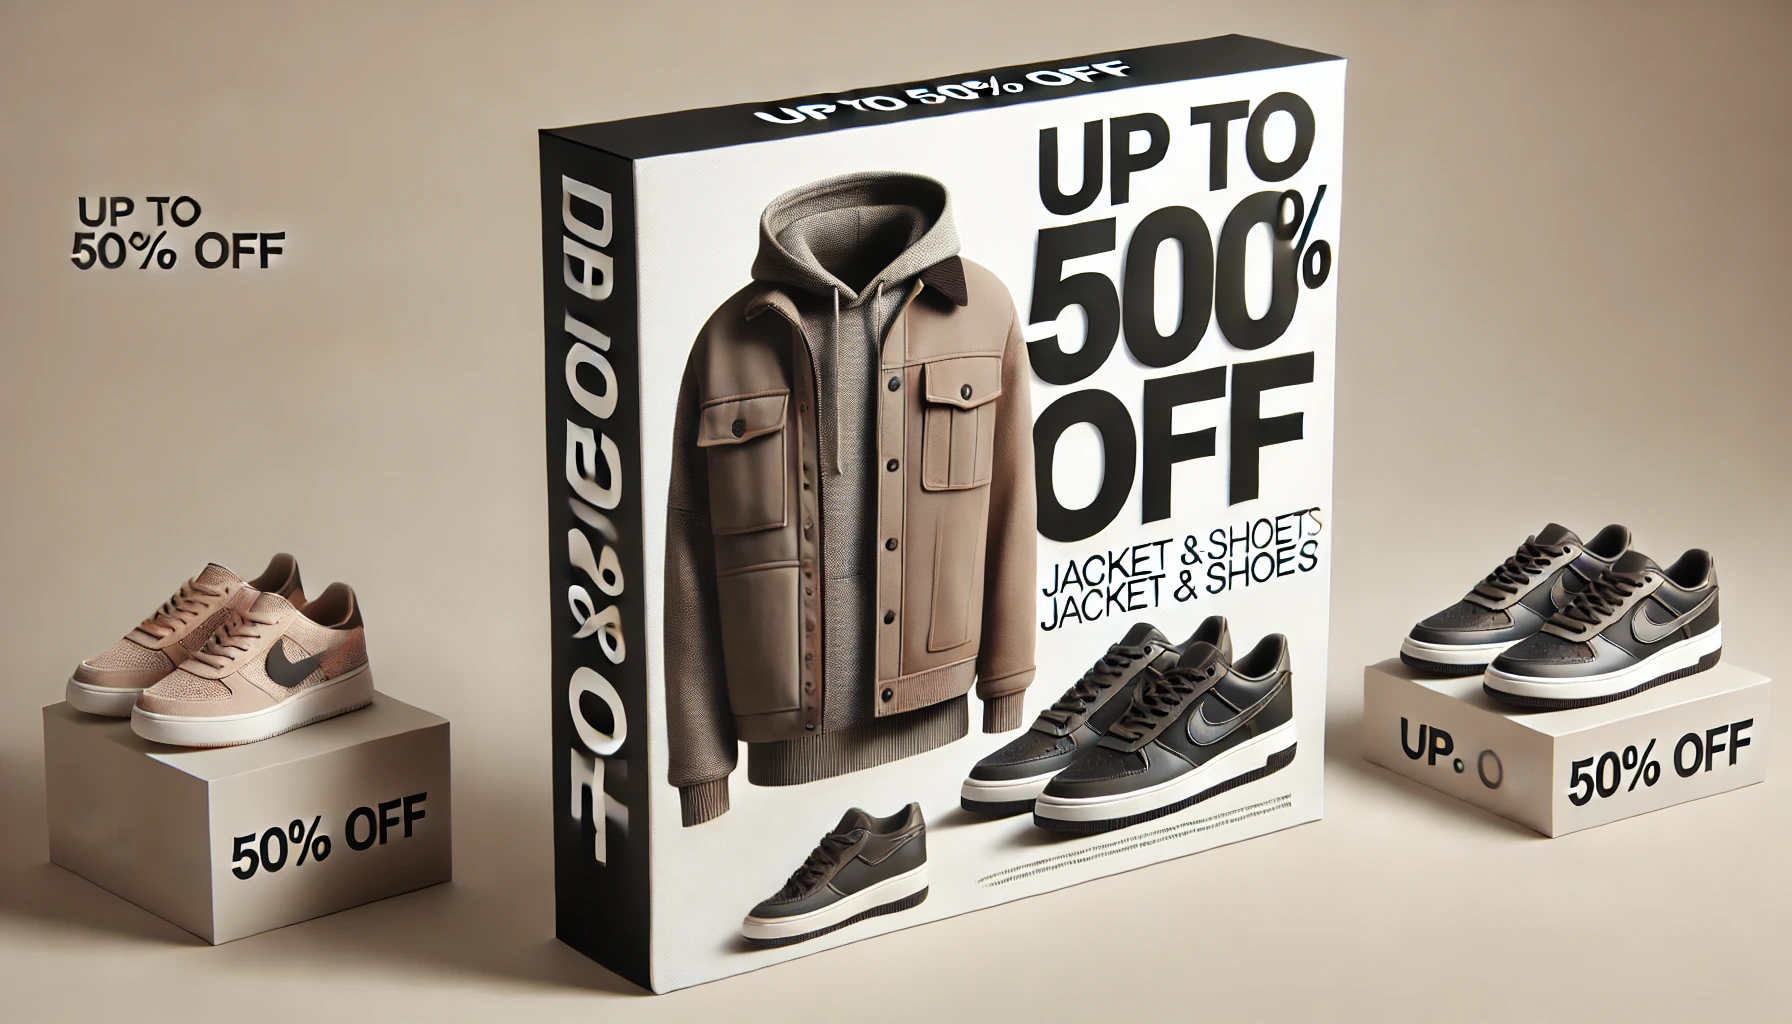 UP TO 50% OFF
UP TO
50% OFF
UP TO
500%
OFF
JACKET & SHOETS
JACKET & SHOES
50% OFF
UP.
50% OFF